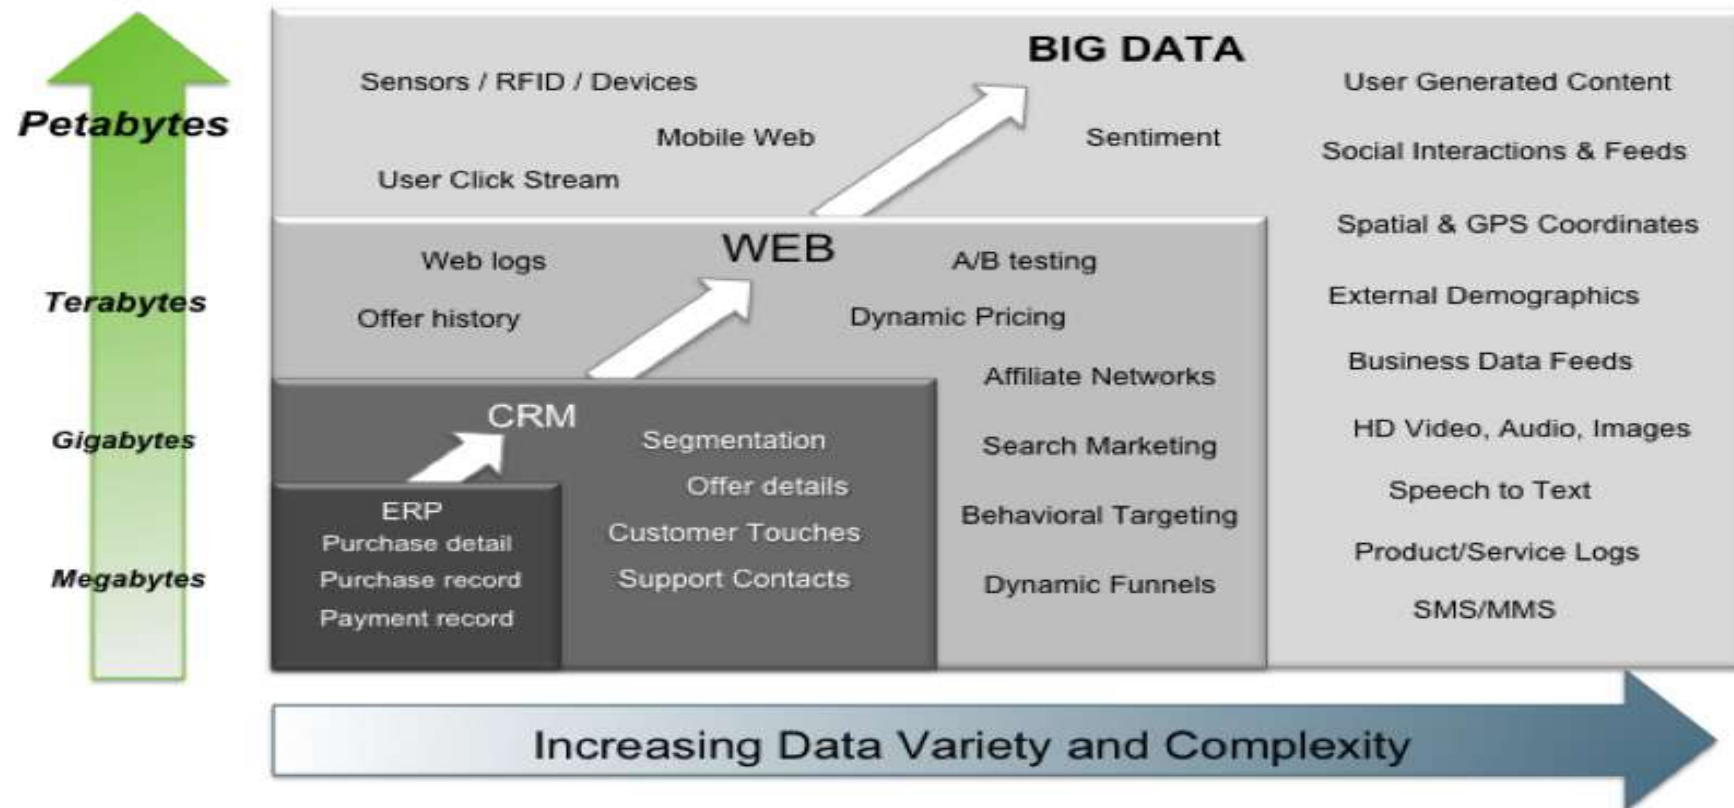 Petabytes
Terabytes
Gigabytes
Megabytes
BIG DATA
Sensors / RFID / Devices
Mobile Web
User Click Stream
Sentiment
User Generated Content
Social Interactions & Feeds
Spatial & GPS Coordinates
External Demographics
Business Data Feeds
HD Video, Audio, Images
Speech to Text
Product/Service Logs
SMS/MMS
WEB
Web logs
Offer history
A/B testing
Dynamic Pricing
Affiliate Networks
Search Marketing
Behavioral Targeting
Dynamic Funnels
CRM
Segmentation
Offer details
Customer Touches
Support Contacts
ERP
Purchase detail
Purchase record
Payment record
Increasing Data Variety and Complexity